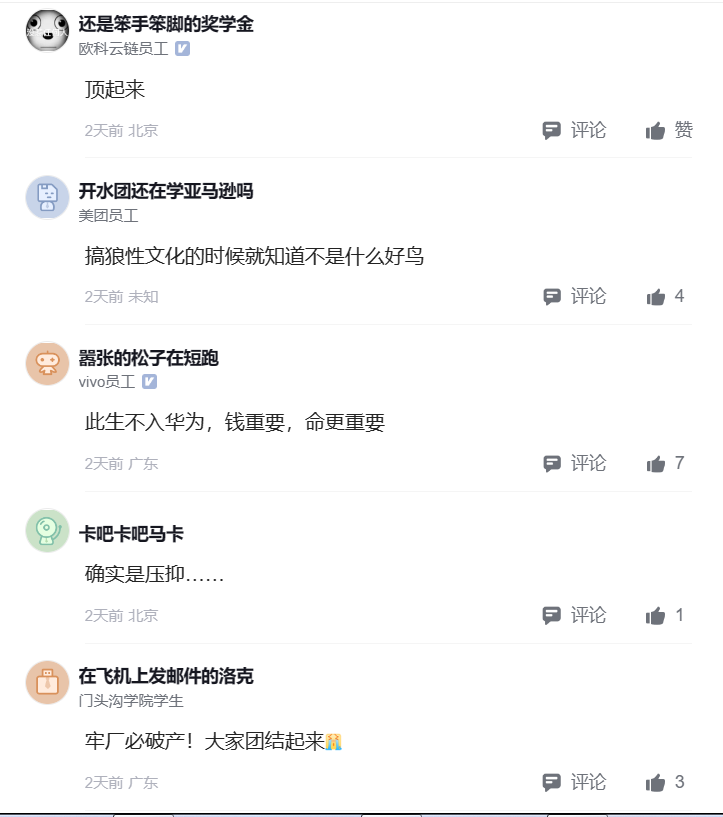 还是笨手笨脚的奖学金
欧科云链员工
顶起来
2天前 北京 评论 赞
开水团还在学亚马逊吗
美团员工
搞狼性文化的时候就知道不是什么好鸟
2天前 未知 评论 4
嚣张的松子在短跑
vivo员工
此生不入华为，钱重要，命更重要
2天前 广东 评论 7
卡吧卡吧马卡
确实是压抑……
2天前 北京 评论 1
在飞机上发邮件的洛克
门头沟学院学生
牢厂必破产！大家团结起来😭
2天前 广东 评论 3